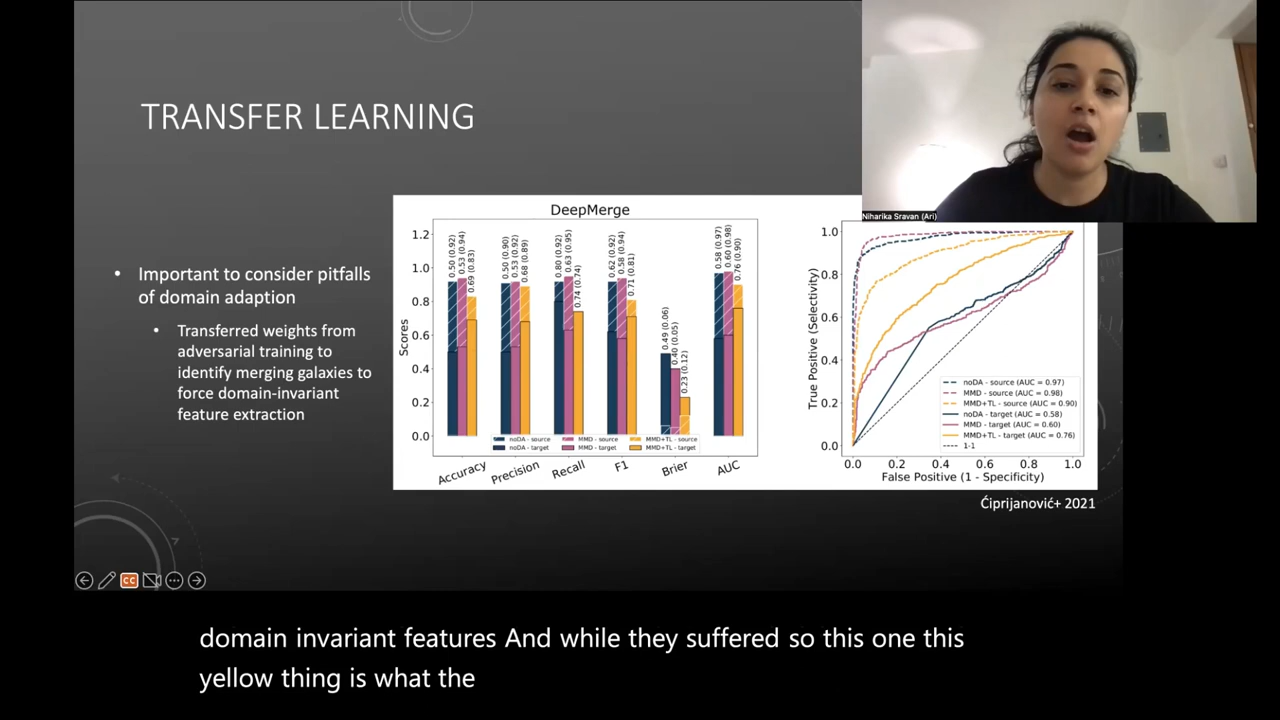 TRANSFER LEARNING
Niharika Sravan (Ari)
• Important to consider pitfalls
of domain adaption
• Transferred weights from
adversarial training to
identify merging galaxies to
force domain-invariant
feature extraction
DeepMerge
Scores
1.2
1.0
0.8
0.6
0.4
0.2
0.0
0.50 (0.92)
0.53 (0.94)
0.69 (0.83)
0.50 (0.90)
0.53 (0.92)
0.68 (0.89)
0.80 (0.92)
0.63 (0.95)
0.74 (0.74)
0.62 (0.92)
0.58 (0.94)
0.71 (0.81)
0.49 (0.06)
0.40 (0.05)
0.23 (0.12)
0.58 (0.97)
0.60 (0.98)
0.76 (0.90)
noDA - source MMD - source MMD+TL - source
noDA - target MMD - target MMD+TL - target
Accuracy Precision Recall F1 Brier AUC
True Positive (Selectivity)
1.0
0.8
0.6
0.4
0.2
0.0
noDA - source (AUC = 0.97)
MMD - source (AUC = 0.98)
MMD+TL - source (AUC = 0.90)
noDA - target (AUC = 0.58)
MMD - target (AUC = 0.60)
MMD+TL - target (AUC = 0.76)
1-1
0.0 0.2 0.4 0.6 0.8 1.0
False Positive (1 - Specificity)
Ćiprijanović+ 2021
CC
domain invariant features And while they suffered so this one this
yellow thing is what the